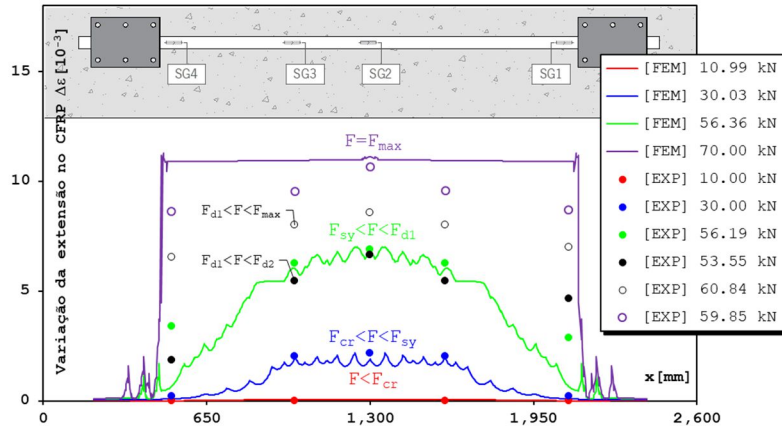 Variação da extensão no CFRP Δε[10⁻³]
15
10
5
0
SG4
SG3
SG2
SG1
[FEM] 10.99 kN
[FEM] 30.03 kN
[FEM] 56.36 kN
[FEM] 70.00 kN
[EXP] 10.00 kN
[EXP] 30.00 kN
[EXP] 56.19 kN
[EXP] 53.55 kN
[EXP] 60.84 kN
[EXP] 59.85 kN
F=Fmax
Fd1<F<Fmax
Fsy<F<Fd1
Fd1<F<Fd2
Fcr<F<Fsy
F<Fcr
x[mm]
0 650 1,300 1,950 2,600